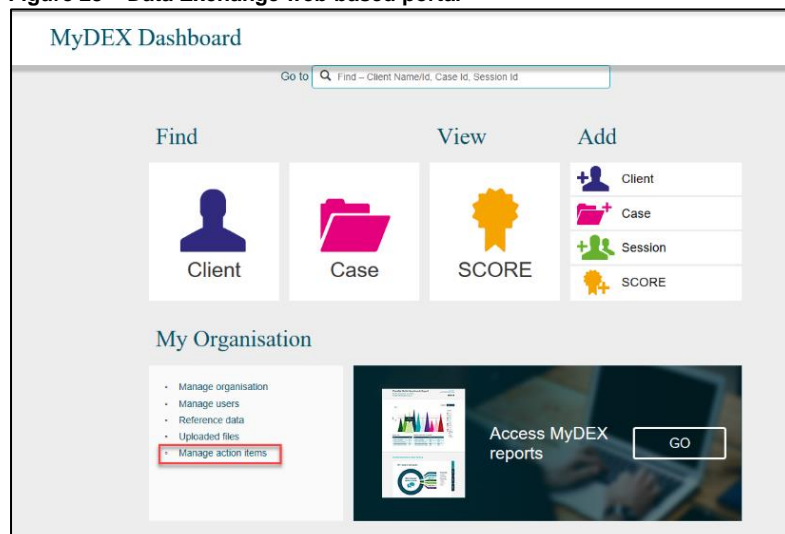 Figure 25 – Data Exchange web-based portal
MyDEX Dashboard
Go to Find – Client Name/Id, Case Id, Session Id
Find View Add
Client
Case
Session
SCORE
Client Case SCORE
My Organisation
Manage organisation
Manage users
Reference data
Uploaded files
Manage action items
Access MyDEX
reports
GO